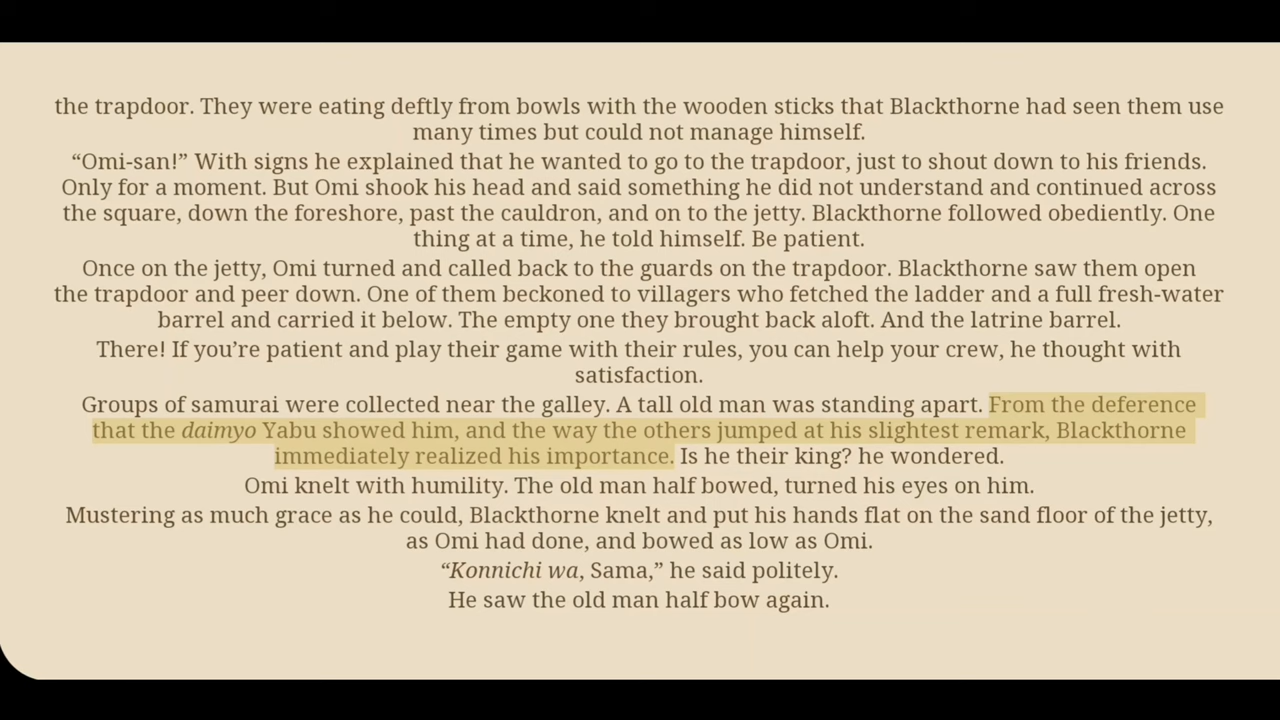 the trapdoor. They were eating deftly from bowls with the wooden sticks that Blackthorne had seen them use
many times but could not manage himself.
“Omi-san!” With signs he explained that he wanted to go to the trapdoor, just to shout down to his friends.
Only for a moment. But Omi shook his head and said something he did not understand and continued across
the square, down the foreshore, past the cauldron, and on to the jetty. Blackthorne followed obediently. One
thing at a time, he told himself. Be patient.
Once on the jetty, Omi turned and called back to the guards on the trapdoor. Blackthorne saw them open
the trapdoor and peer down. One of them beckoned to villagers who fetched the ladder and a full fresh-water
barrel and carried it below. The empty one they brought back aloft. And the latrine barrel.
There! If you’re patient and play their game with their rules, you can help your crew, he thought with
satisfaction.
Groups of samurai were collected near the galley. A tall old man was standing apart. From the deference
that the daimyo Yabu showed him, and the way the others jumped at his slightest remark, Blackthorne
immediately realized his importance. Is he their king? he wondered.
Omi knelt with humility. The old man half bowed, turned his eyes on him.
Mustering as much grace as he could, Blackthorne knelt and put his hands flat on the sand floor of the jetty,
as Omi had done, and bowed as low as Omi.
“Konnichi wa, Sama,” he said politely.
He saw the old man half bow again.